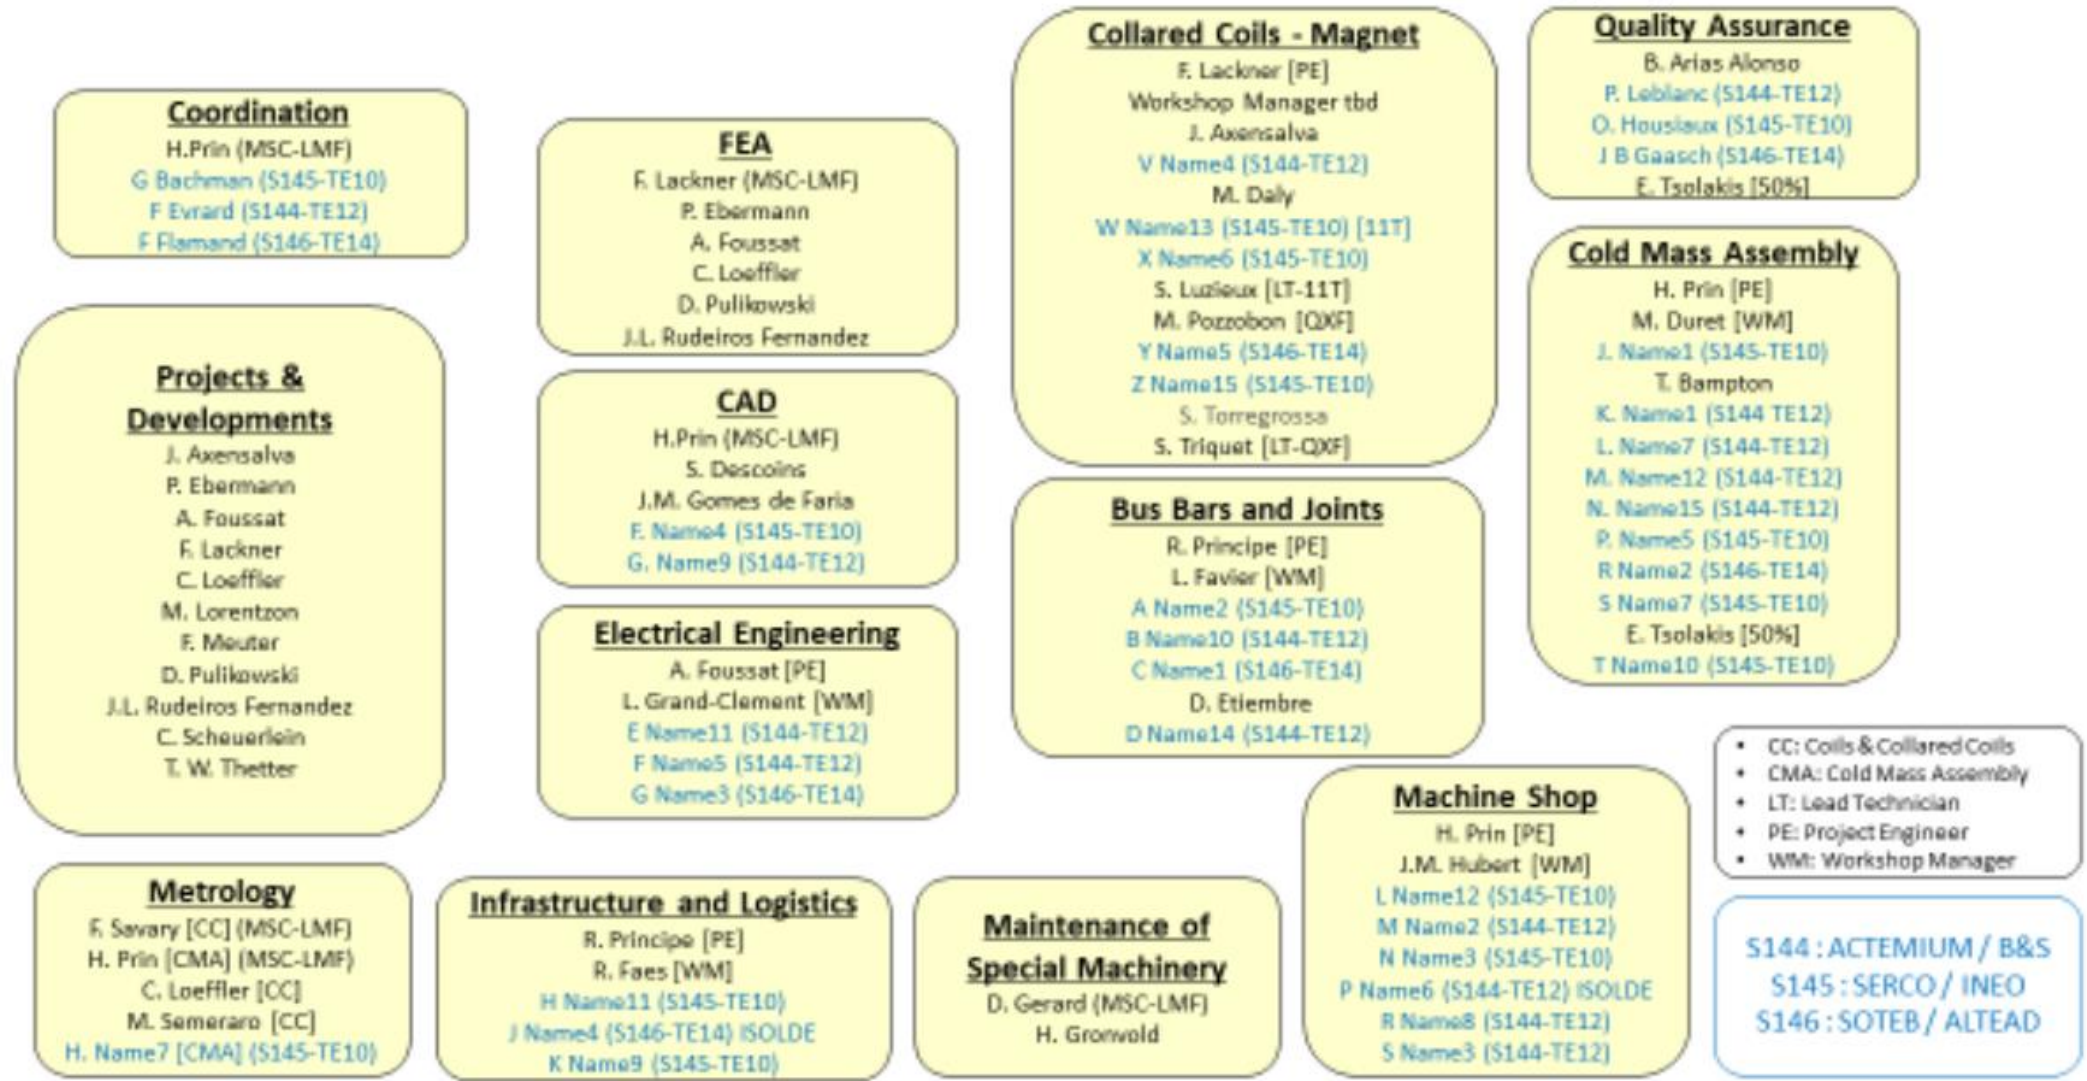 Coordination
H.Prin (MSC-LMF)
G Bachman (S145-TE10)
F Evrard (S144-TE12)
F Flamand (S146-TE14)
Projects &
Developments
J. Axensalva
P. Ebermann
A. Foussat
F. Lackner
C. Loeffler
M. Lorentzon
F. Meuter
D. Pulikowski
J.L. Rudeiros Fernandez
C. Scheuerlein
T. W. Thetter
Metrology
F. Savary [CC] (MSC-LMF)
H. Prin [CMA] (MSC-LMF)
C. Loeffler [CC]
M. Semeraro [CC]
H. Name7 [CMA] (S145-TE10)
FEA
F. Lackner (MSC-LMF)
P. Ebermann
A. Foussat
C. Loeffler
D. Pulikowski
J.L. Rudeiros Fernandez
CAD
H.Prin (MSC-LMF)
S. Descoins
J.M. Gomes de Faria
F. Name4 (S145-TE10)
G. Name9 (S144-TE12)
Electrical Engineering
A. Foussat [PE]
L. Grand-Clement [WM]
E Name11 (S144-TE12)
F Name5 (S144-TE12)
G Name3 (S146-TE14)
Infrastructure and Logistics
R. Principe [PE]
R. Faes [WM]
H Name11 (S145-TE10)
J Name4 (S146-TE14) ISOLDE
K Name9 (S145-TE10)
Collared Coils - Magnet
F. Lackner [PE]
Workshop Manager tbd
J. Axensalva
V Name4 (S144-TE12)
M. Daly
W Name13 (S145-TE10) [11T]
X Name6 (S145-TE10)
S. Luzieux [LT-11T]
M. Pozzobon [QXF]
Y Name5 (S146-TE14)
Z Name15 (S145-TE10)
S. Torregrossa
S. Triquet [LT-QXF]
Bus Bars and Joints
R. Principe [PE]
L. Favier [WM]
A Name2 (S145-TE10)
B Name10 (S144-TE12)
C Name1 (S146-TE14)
D. Etiembre
D Name14 (S144-TE12)
Maintenance of
Special Machinery
D. Gerard (MSC-LMF)
H. Gronvold
Quality Assurance
B. Arias Alonso
P. Leblanc (S144-TE12)
O. Housiaux (S145-TE10)
J B Gaasch (S146-TE14)
E. Tsolakis [50%]
Cold Mass Assembly
H. Prin [PE]
M. Duret [WM]
J. Name1 (S145-TE10)
T. Bampton
K. Name1 (S144 TE12)
L. Name7 (S144-TE12)
M. Name12 (S144-TE12)
N. Name15 (S144-TE12)
P. Name5 (S145-TE10)
R Name2 (S146-TE14)
S Name7 (S145-TE10)
E. Tsolakis [50%]
T Name10 (S145-TE10)
Machine Shop
H. Prin [PE]
J.M. Hubert [WM]
L Name12 (S145-TE10)
M Name2 (S144-TE12)
N Name3 (S145-TE10)
P Name6 (S144-TE12) ISOLDE
R Name8 (S144-TE12)
S Name3 (S144-TE12)
• CC: Coils & Collared Coils
• CMA: Cold Mass Assembly
• LT: Lead Technician
• PE: Project Engineer
• WM: Workshop Manager
S144 : ACTEMIUM / B&S
S145 : SERCO / INEO
S146 : SOTEB / ALTEAD